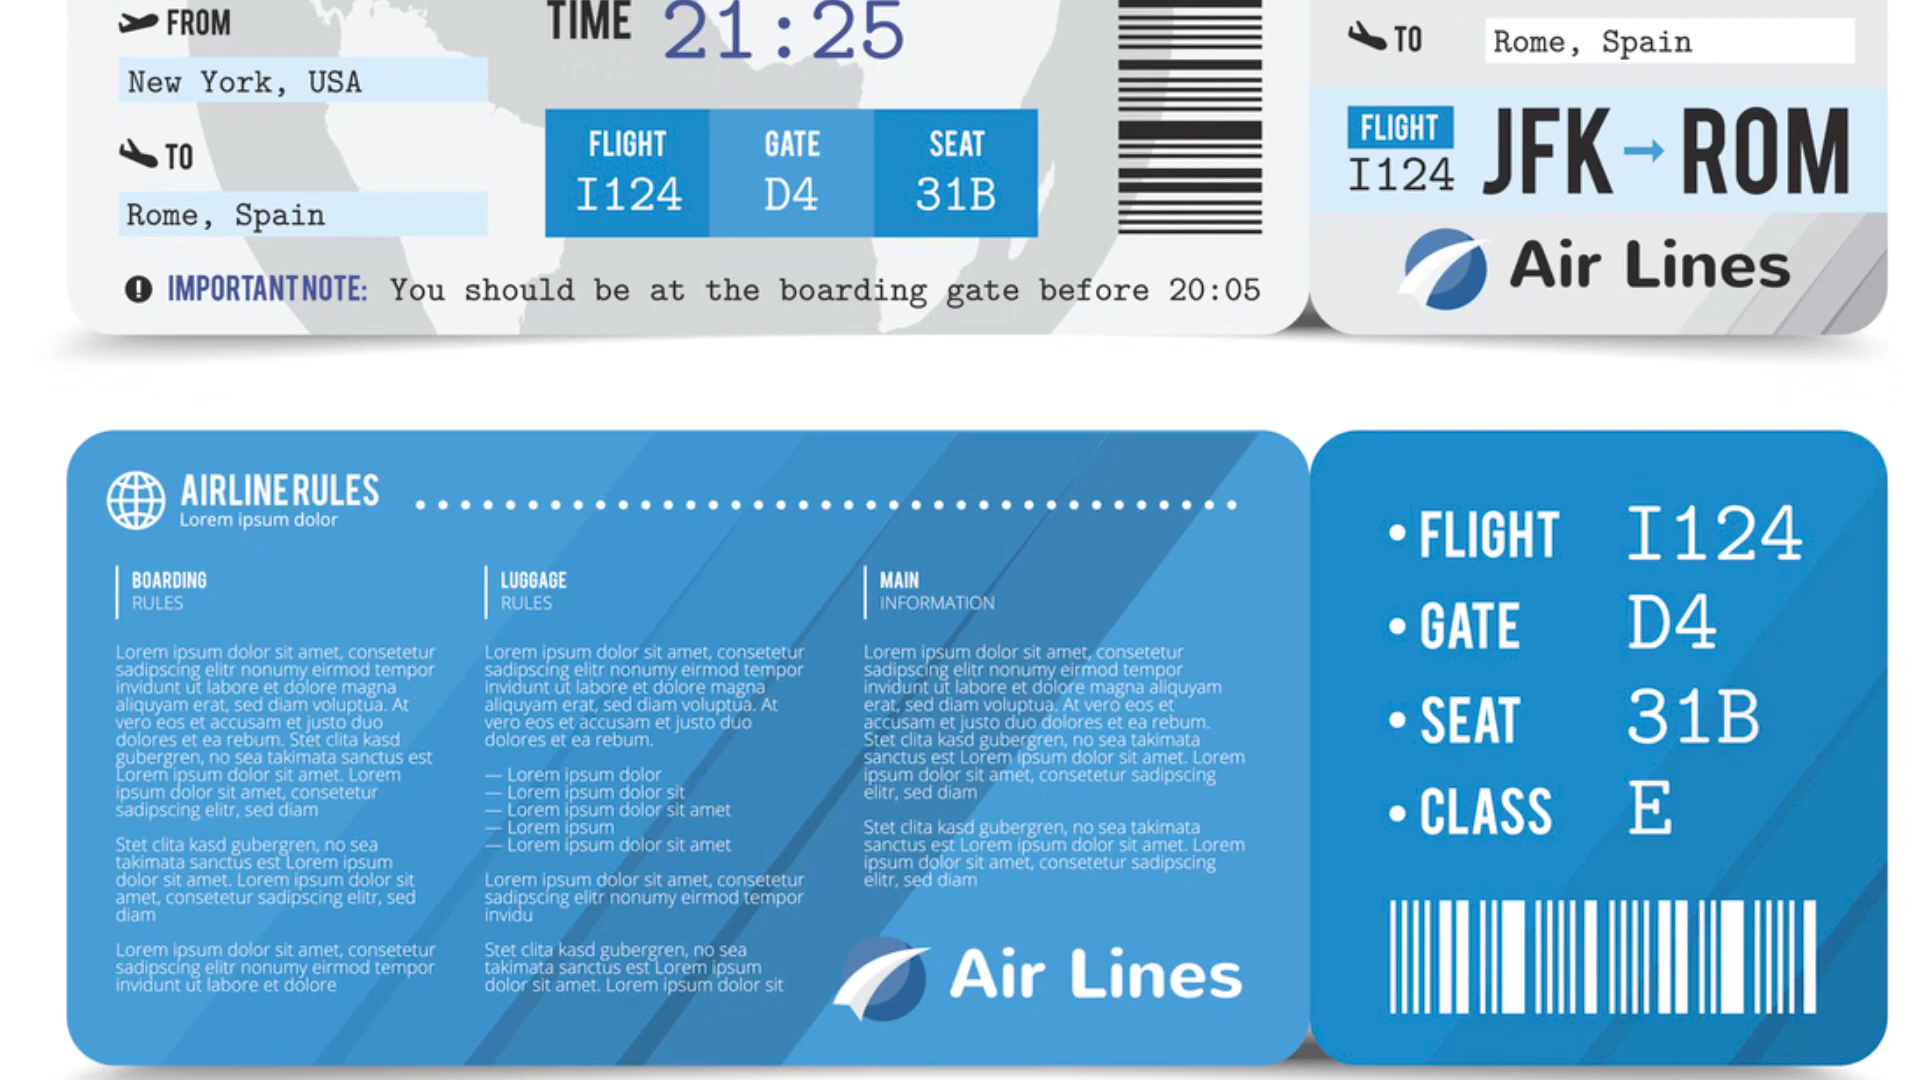 FROM
New York, USA
TO
Rome, Spain
TIME 21:25
FLIGHT GATE SEAT
I124 D4 31B
IMPORTANT NOTE: You should be at the boarding gate before 20:05
TO Rome, Spain
FLIGHT
I124
JFK → ROM
Air Lines
AIRLINE RULES
Lorem ipsum dolor
BOARDING
RULES
Lorem ipsum dolor sit amet, consetetur
sadipscing elitr nonumy eirmod tempor
invidunt ut labore et dolore magna
aliquyam erat, sed diam voluptua. At
vero eos et accusam et justo duo
dolores et ea rebum. Stet clita kasd
gubergren, no sea takimata sanctus est
Lorem ipsum dolor sit amet. Lorem
ipsum dolor sit amet, consetetur
sadipscing elitr, sed diam
Stet clita kasd gubergren, no sea
takimata sanctus est Lorem ipsum
dolor sit amet. Lorem ipsum dolor sit
amet, consetetur sadipscing elitr, sed
diam
Lorem ipsum dolor sit amet, consetetur
sadipscing elitr nonumy eirmod tempor
invidunt ut labore et dolore
LUGGAGE
RULES
Lorem ipsum dolor sit amet, consetetur
sadipscing elitr nonumy eirmod tempor
invidunt ut labore et dolore magna
aliquyam erat, sed diam voluptua. At
vero eos et accusam et justo duo
dolores et ea rebum.
— Lorem ipsum dolor
— Lorem ipsum dolor sit
— Lorem ipsum dolor sit amet
— Lorem ipsum
— Lorem ipsum dolor sit amet
Lorem ipsum dolor sit amet, consetetur
sadipscing elitr nonumy eirmod tempor
invidu
Stet clita kasd gubergren, no sea
takimata sanctus est Lorem ipsum
dolor sit amet. Lorem ipsum dolor sit
MAIN
INFORMATION
Lorem ipsum dolor sit amet, consetetur
sadipscing elitr nonumy eirmod tempor
invidunt ut labore et dolore magna aliquyam
erat, sed diam voluptua. At vero eos et
accusam et justo duo dolores et ea rebum.
Stet clita kasd gubergren, no sea takimata
sanctus est Lorem ipsum dolor sit amet. Lorem
ipsum dolor sit amet, consetetur sadipscing
elitr, sed diam
Stet clita kasd gubergren, no sea takimata
sanctus est Lorem ipsum dolor sit amet. Lorem
ipsum dolor sit amet, consetetur sadipscing
elitr, sed diam
Air Lines
• FLIGHT I124
• GATE D4
• SEAT 31B
• CLASS E